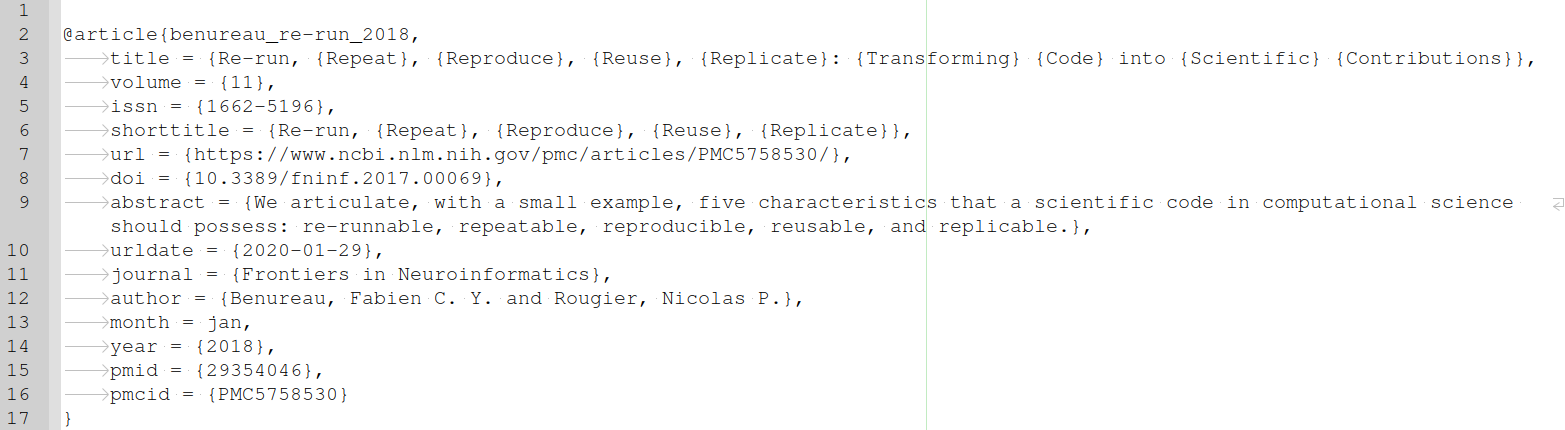 1
2 @article{benureau_re-run_2018,
3 title = {Re-run, {Repeat}, {Reproduce}, {Reuse}, {Replicate}: {Transforming} {Code} into {Scientific} {Contributions}},
4 volume = {11},
5 issn = {1662-5196},
6 shorttitle = {Re-run, {Repeat}, {Reproduce}, {Reuse}, {Replicate}},
7 url = {https://www.ncbi.nlm.nih.gov/pmc/articles/PMC5758530/},
8 doi = {10.3389/fninf.2017.00069},
9 abstract = {We articulate, with a small example, five characteristics that a scientific code in computational science
should possess: re-runnable, repeatable, reproducible, reusable, and replicable.},
10 urldate = {2020-01-29},
11 journal = {Frontiers in Neuroinformatics},
12 author = {Benureau, Fabien C. Y. and Rougier, Nicolas P.},
13 month = jan,
14 year = {2018},
15 pmid = {29354046},
16 pmcid = {PMC5758530}
17 }